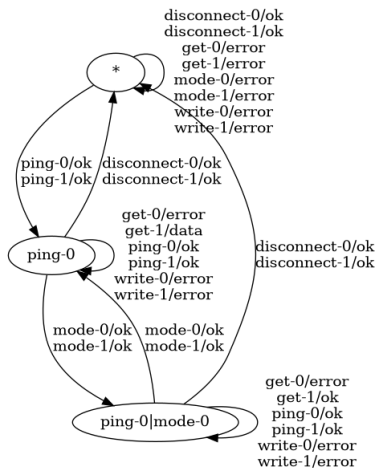 disconnect-0/ok
disconnect-1/ok
get-0/error
get-1/error
mode-0/error
mode-1/error
write-0/error
write-1/error
*
ping-0/ok
ping-1/ok
disconnect-0/ok
disconnect-1/ok
get-0/error
get-1/data
ping-0/ok
ping-1/ok
write-0/error
write-1/error
ping-0
disconnect-0/ok
disconnect-1/ok
mode-0/ok
mode-1/ok
mode-0/ok
mode-1/ok
get-0/error
get-1/ok
ping-0/ok
ping-1/ok
write-0/error
write-1/error
ping-0|mode-0